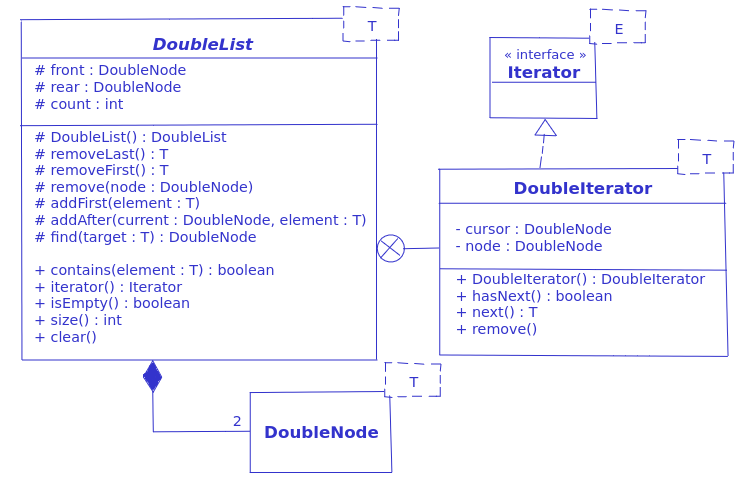 T
DoubleList
# front : DoubleNode
# rear : DoubleNode
# count : int
# DoubleList() : DoubleList
# removeLast() : T
# removeFirst() : T
# remove(node : DoubleNode)
# addFirst(element : T)
# addAfter(current : DoubleNode, element : T)
# find(target : T) : DoubleNode
+ contains(element : T) : boolean
+ iterator() : Iterator
+ isEmpty() : boolean
+ size() : int
+ clear()
E
« interface »
Iterator
T
DoubleIterator
- cursor : DoubleNode
- node : DoubleNode
+ DoubleIterator() : DoubleIterator
+ hasNext() : boolean
+ next() : T
+ remove()
2
T
DoubleNode